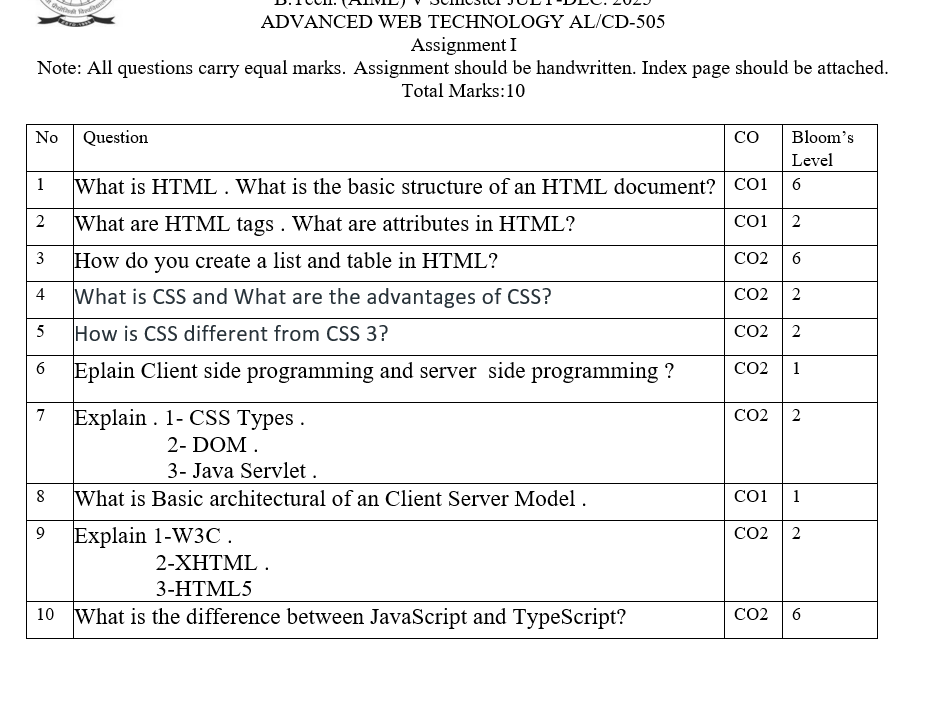 B.Tech. (AIML) V Semester JULY-DEC. 2025
ADVANCED WEB TECHNOLOGY AL/CD-505
Assignment I
Note: All questions carry equal marks. Assignment should be handwritten. Index page should be attached.
Total Marks:10
No Question CO Bloom's
Level
1 What is HTML . What is the basic structure of an HTML document? CO1 6
2 What are HTML tags . What are attributes in HTML? CO1 2
3 How do you create a list and table in HTML? CO2 6
4 What is CSS and What are the advantages of CSS? CO2 2
5 How is CSS different from CSS 3? CO2 2
6 Eplain Client side programming and server side programming ? CO2 1
7 Explain . 1- CSS Types . CO2 2
2- DOM .
3- Java Servlet .
8 What is Basic architectural of an Client Server Model . CO1 1
9 Explain 1-W3C . CO2 2
2-XHTML .
3-HTML5
10 What is the difference between JavaScript and TypeScript? CO2 6